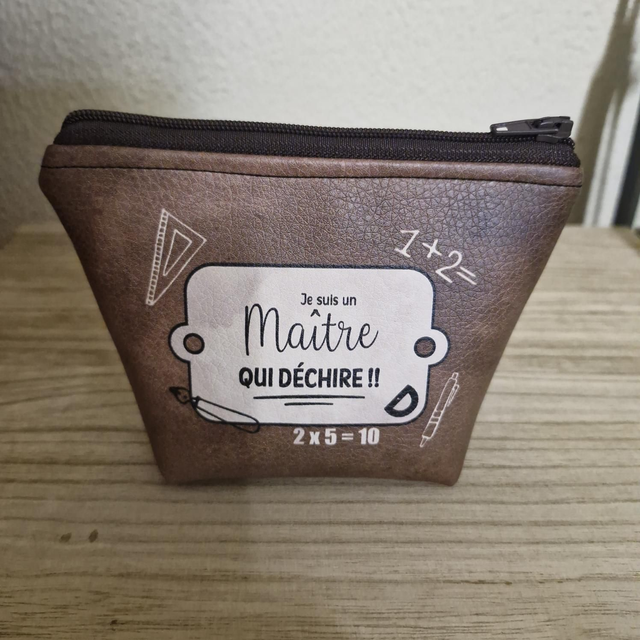 1+2=
Je suis un
Maître
QUI DÉCHIRE !!
2 x 5 = 10